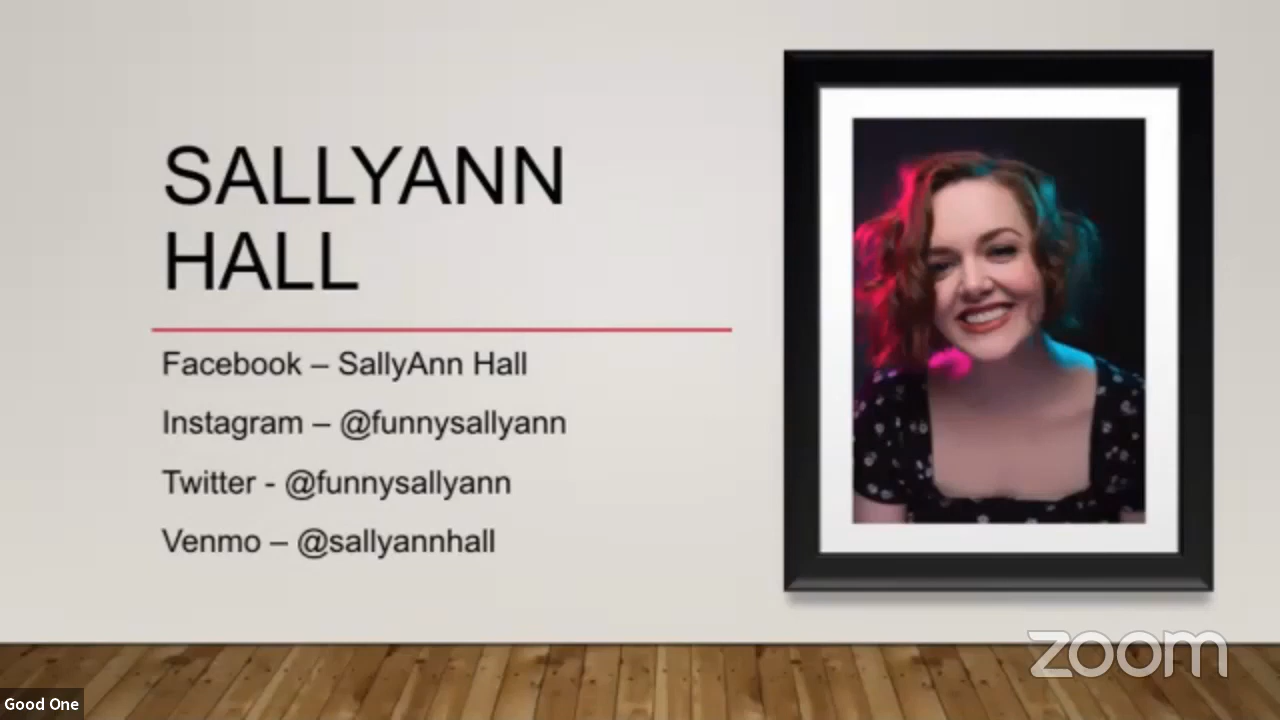 SALLYANN
HALL
Facebook – SallyAnn Hall
Instagram – @funnysallyann
Twitter - @funnysallyann
Venmo – @sallyannhall
zoom
Good One